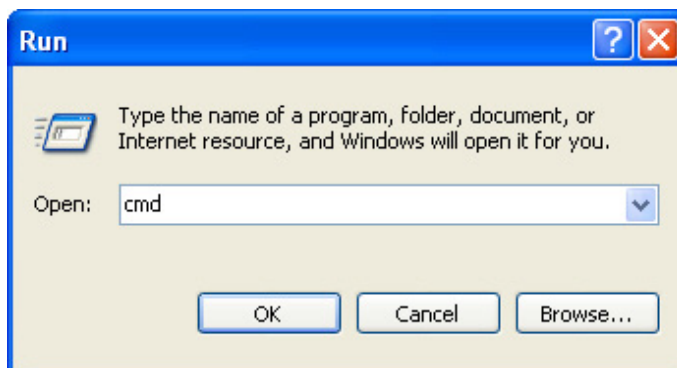 Run
Type the name of a program, folder, document, or
Internet resource, and Windows will open it for you.
Open: cmd
OK Cancel Browse...